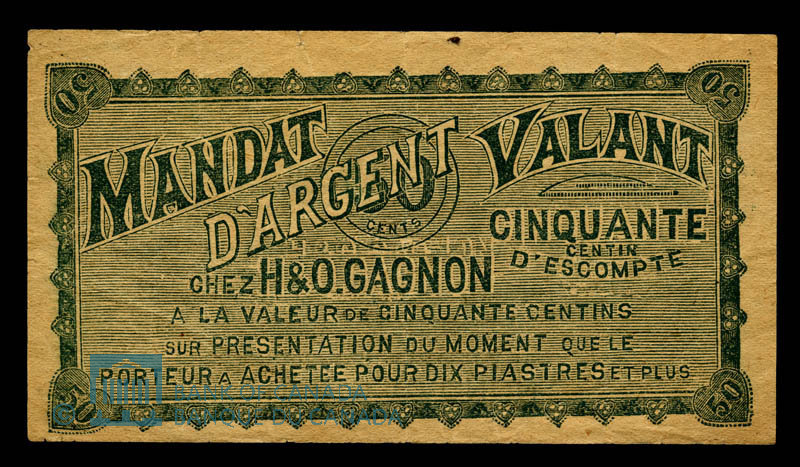 50 50
MANDAT
D'ARGENT
VALANT
50
CENTS
CINQUANTE
CENTIN
D'ESCOMPTE
CHEZ H&O.GAGNON
A LA VALEUR DE CINQUANTE CENTINS
SUR PRESENTATION DU MOMENT QUE LE
PORTEUR A ACHETEE POUR DIX PIASTRES ET PLUS
50 50
BANK OF CANADA
BANQUE DU CANADA